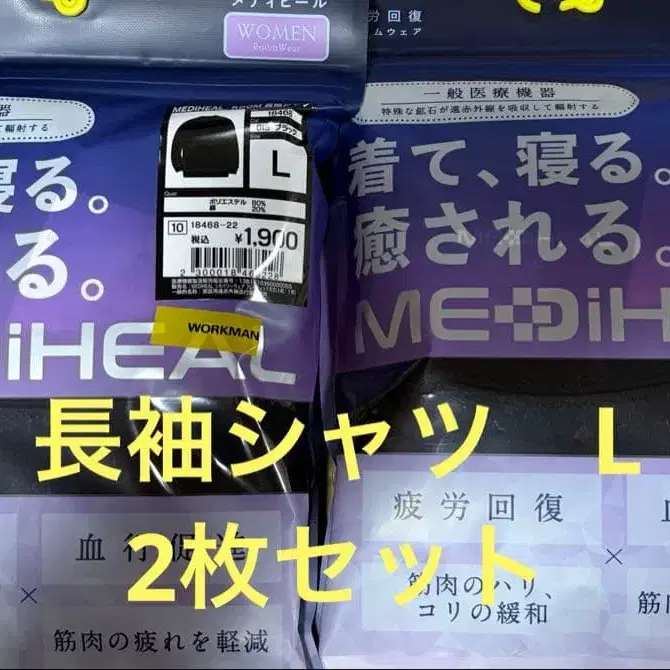 メディヒール
WOMEN
RoomWear
疲労回復
ームウェア
一般医療機器
特殊な鉱石が遠赤外線を吸収して輻射する
着て、寝る。
癒される。
MEDiH
寝る。
る。
iHEAL
18468
ブラック
L
ポリエステル 80%
綿 20%
10 18468-22
税込 ¥1,900
WORKMAN
長袖シャツ L
2枚セット
血行促進
×
筋肉の疲れを軽減
疲労回復
×
筋肉のハリ、
コリの緩和